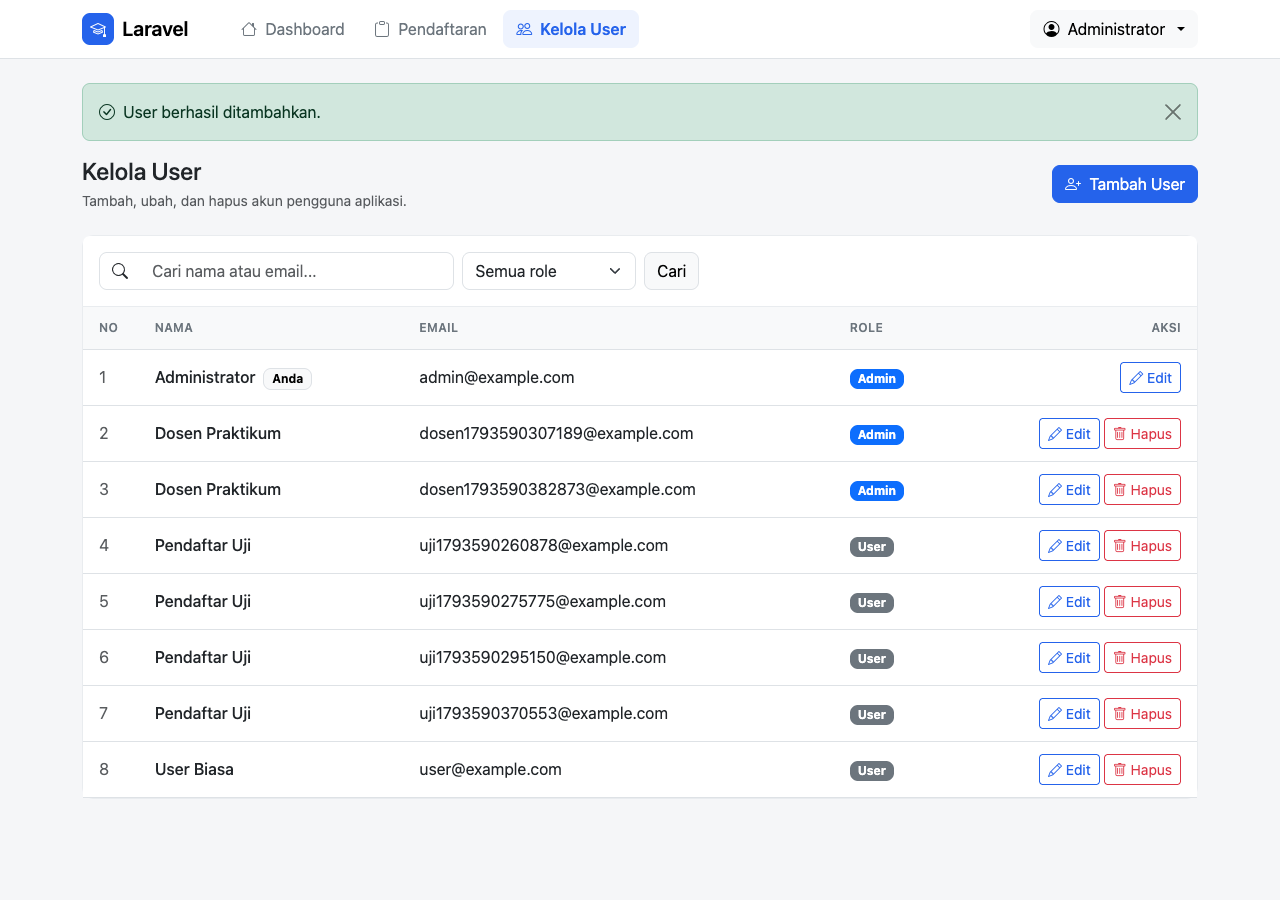 Laravel Dashboard Pendaftaran Kelola User Administrator
User berhasil ditambahkan.
Kelola User
Tambah, ubah, dan hapus akun pengguna aplikasi.
Tambah User
Cari nama atau email... Semua role Cari
NO NAMA EMAIL ROLE AKSI
1 Administrator Anda admin@example.com Admin Edit
2 Dosen Praktikum dosen1793590307189@example.com Admin Edit Hapus
3 Dosen Praktikum dosen1793590382873@example.com Admin Edit Hapus
4 Pendaftar Uji uji1793590260878@example.com User Edit Hapus
5 Pendaftar Uji uji1793590275775@example.com User Edit Hapus
6 Pendaftar Uji uji1793590295150@example.com User Edit Hapus
7 Pendaftar Uji uji1793590370553@example.com User Edit Hapus
8 User Biasa user@example.com User Edit Hapus